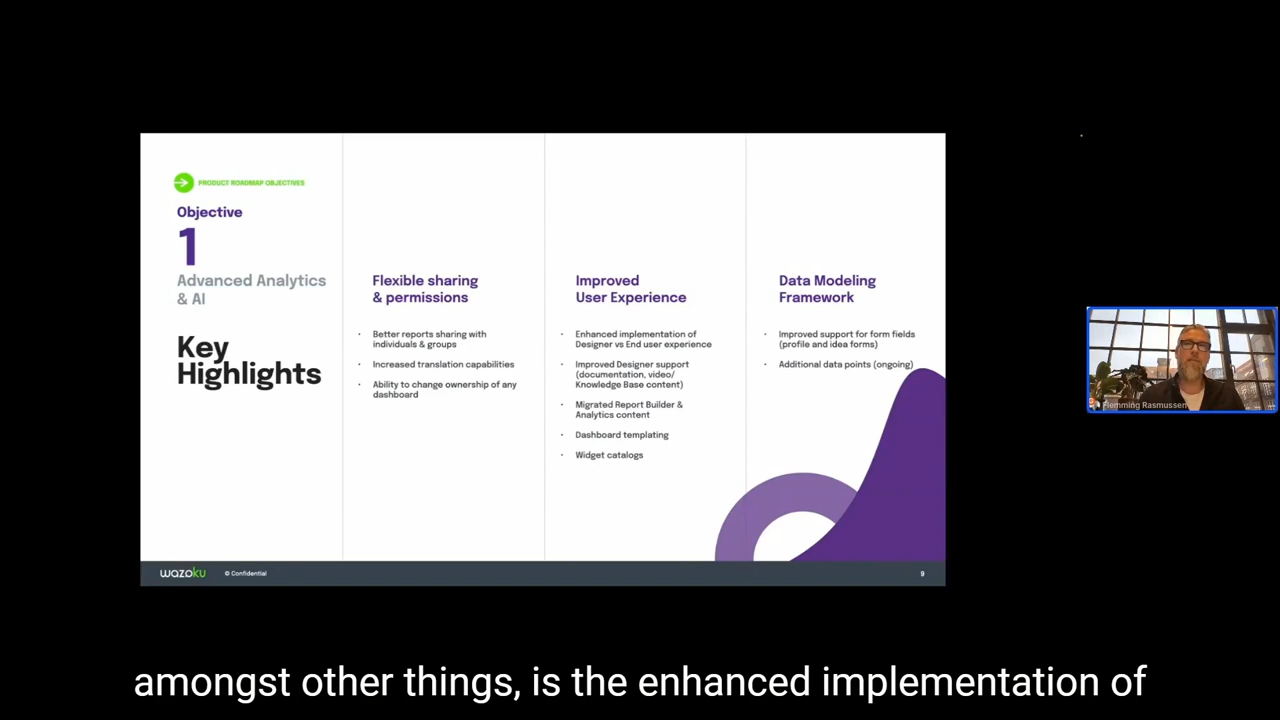 PRODUCT ROADMAP OBJECTIVES
Objective
1
Advanced Analytics
& AI
Key
Highlights
Flexible sharing
& permissions
• Better reports sharing with
individuals & groups
• Increased translation capabilities
• Ability to change ownership of any
dashboard
Improved
User Experience
• Enhanced implementation of
Designer vs End user experience
• Improved Designer support
(documentation, video/
Knowledge Base content)
• Migrated Report Builder &
Analytics content
• Dashboard templating
• Widget catalogs
Data Modeling
Framework
• Improved support for form fields
(profile and idea forms)
• Additional data points (ongoing)
wazoku
© Confidential
9
Flemming Rasmussen
amongst other things, is the enhanced implementation of